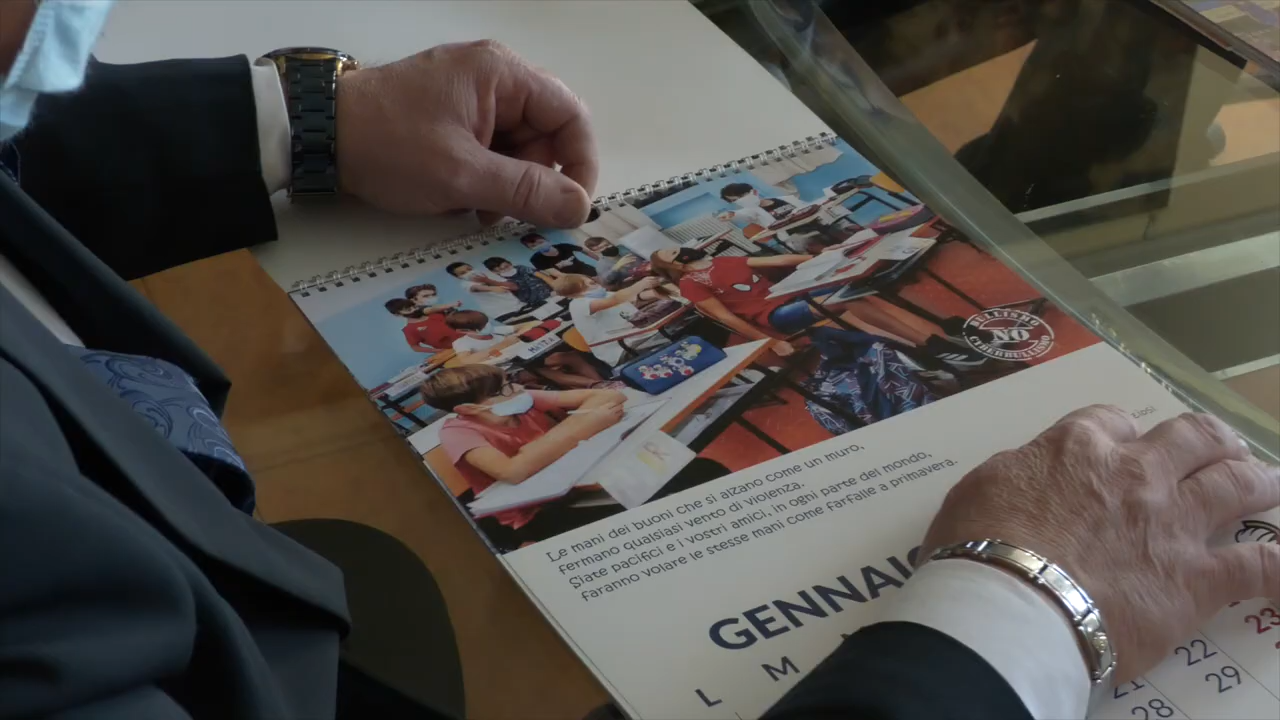 BULLISMO
NO
CYBERBULLISMO
Le mani dei buoni che si alzano come un muro,
fermano qualsiasi vento di violenza.
Siate pacifici e i vostri amici, in ogni parte del mondo,
faranno volare le stesse mani come farfalle a primavera.
GENNAIO
L M
21 22 23
28 29